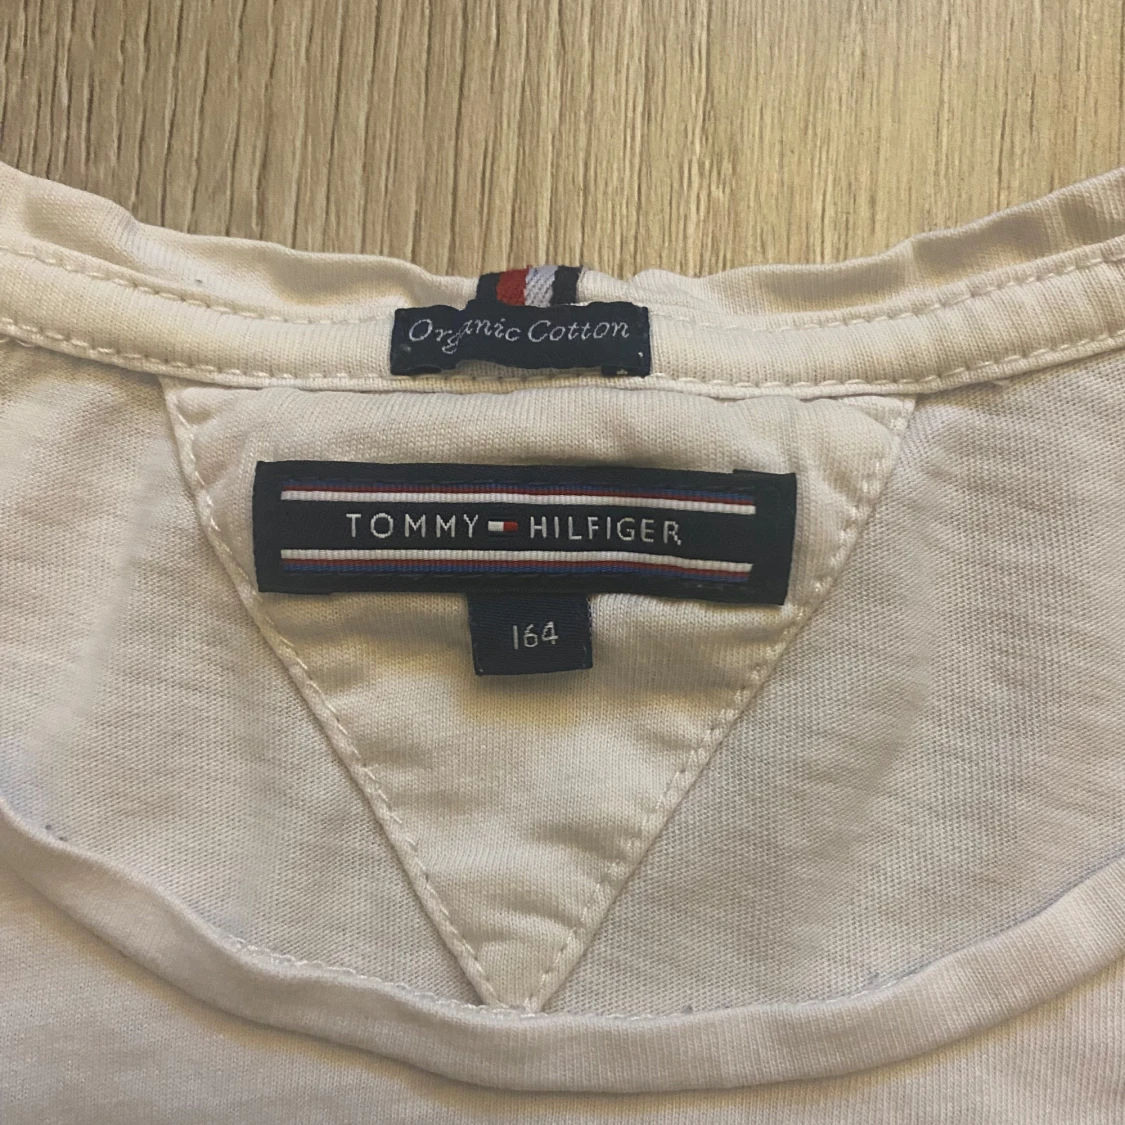 Organic Cotton
TOMMY HILFIGER
164